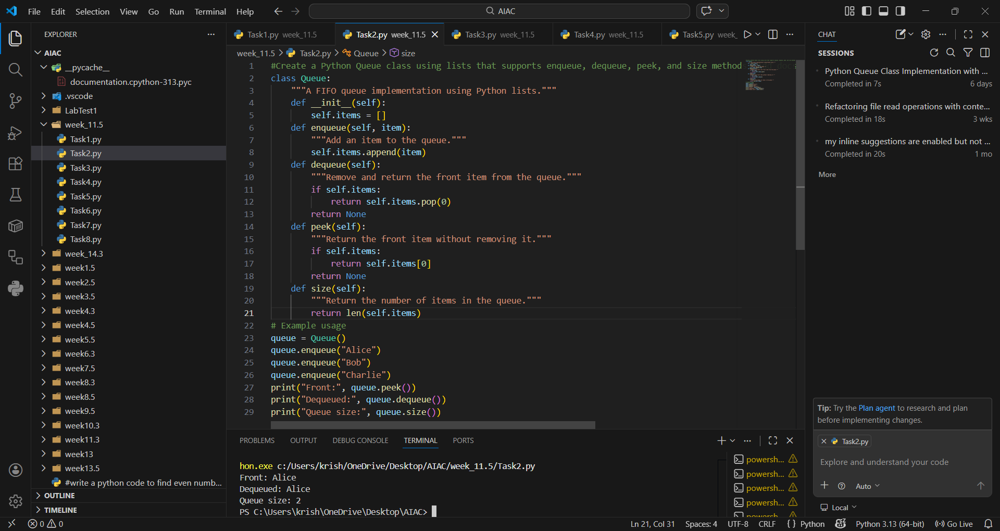 File Edit Selection View Go Run Terminal Help
AIAC
EXPLORER
AIAC
__pycache__
documentation.cpython-313.pyc
.vscode
LabTest1
week_11.5
Task1.py
Task2.py
Task3.py
Task4.py
Task5.py
Task6.py
Task7.py
Task8.py
week_14.3
week1.5
week2.5
week3.5
week4.3
week4.5
week5.5
week6.3
week7.5
week8.3
week8.5
week9.5
week10.3
week11.3
week13
week13.5
#write a python code to find even numb...
OUTLINE
TIMELINE
Task1.py week_11.5
Task2.py week_11.5
Task3.py week_11.5
Task4.py week_11.5
Task5.py week_
week_11.5 > Task2.py > Queue > size
1 #Create a Python Queue class using lists that supports enqueue, dequeue, peek, and size method
2 class Queue:
3 """A FIFO queue implementation using Python lists."""
4 def __init__(self):
5 self.items = []
6 def enqueue(self, item):
7 """Add an item to the queue."""
8 self.items.append(item)
9 def dequeue(self):
10 """Remove and return the front item from the queue."""
11 if self.items:
12 return self.items.pop(0)
13 return None
14 def peek(self):
15 """Return the front item without removing it."""
16 if self.items:
17 return self.items[0]
18 return None
19 def size(self):
20 """Return the number of items in the queue."""
21 return len(self.items)
22 # Example usage
23 queue = Queue()
24 queue.enqueue("Alice")
25 queue.enqueue("Bob")
26 queue.enqueue("Charlie")
27 print("Front:", queue.peek())
28 print("Dequeued:", queue.dequeue())
29 print("Queue size:", queue.size())
PROBLEMS OUTPUT DEBUG CONSOLE TERMINAL PORTS
hon.exe c:/Users/krish/OneDrive/Desktop/AIAC/week_11.5/Task2.py
Front: Alice
Dequeued: Alice
Queue size: 2
PS C:\Users\krish\OneDrive\Desktop\AIAC>
powersh...
powersh...
powersh...
powersh...
powersh...
CHAT
SESSIONS
Python Queue Class Implementation with ...
Completed in 7s 6 days
Refactoring file read operations with conte...
Completed in 18s 3 wks
my inline suggestions are enabled but not ...
Completed in 20s 1 mo
More
Tip: Try the Plan agent to research and plan
before implementing changes.
Task2.py
Explore and understand your code
Auto
Local
0 0
Ln 21, Col 31 Spaces: 4 UTF-8 CRLF {} Python Python 3.13 (64-bit) Go Live